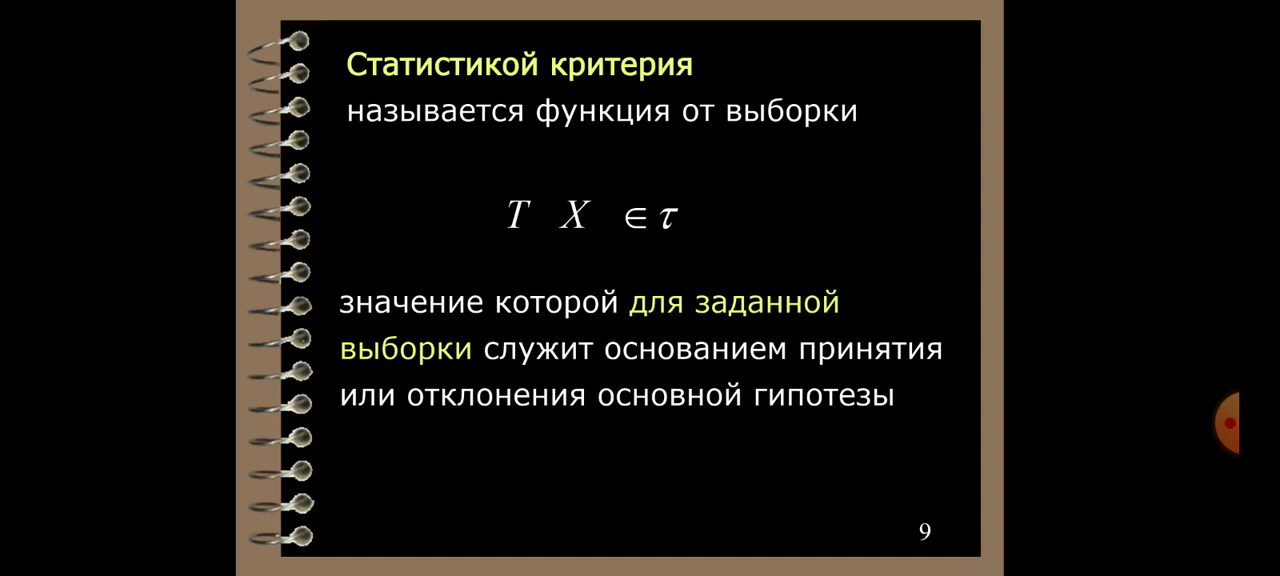 Статистикой критерия
называется функция от выборки
T X ∈ τ
значение которой для заданной
выборки служит основанием принятия
или отклонения основной гипотезы
9